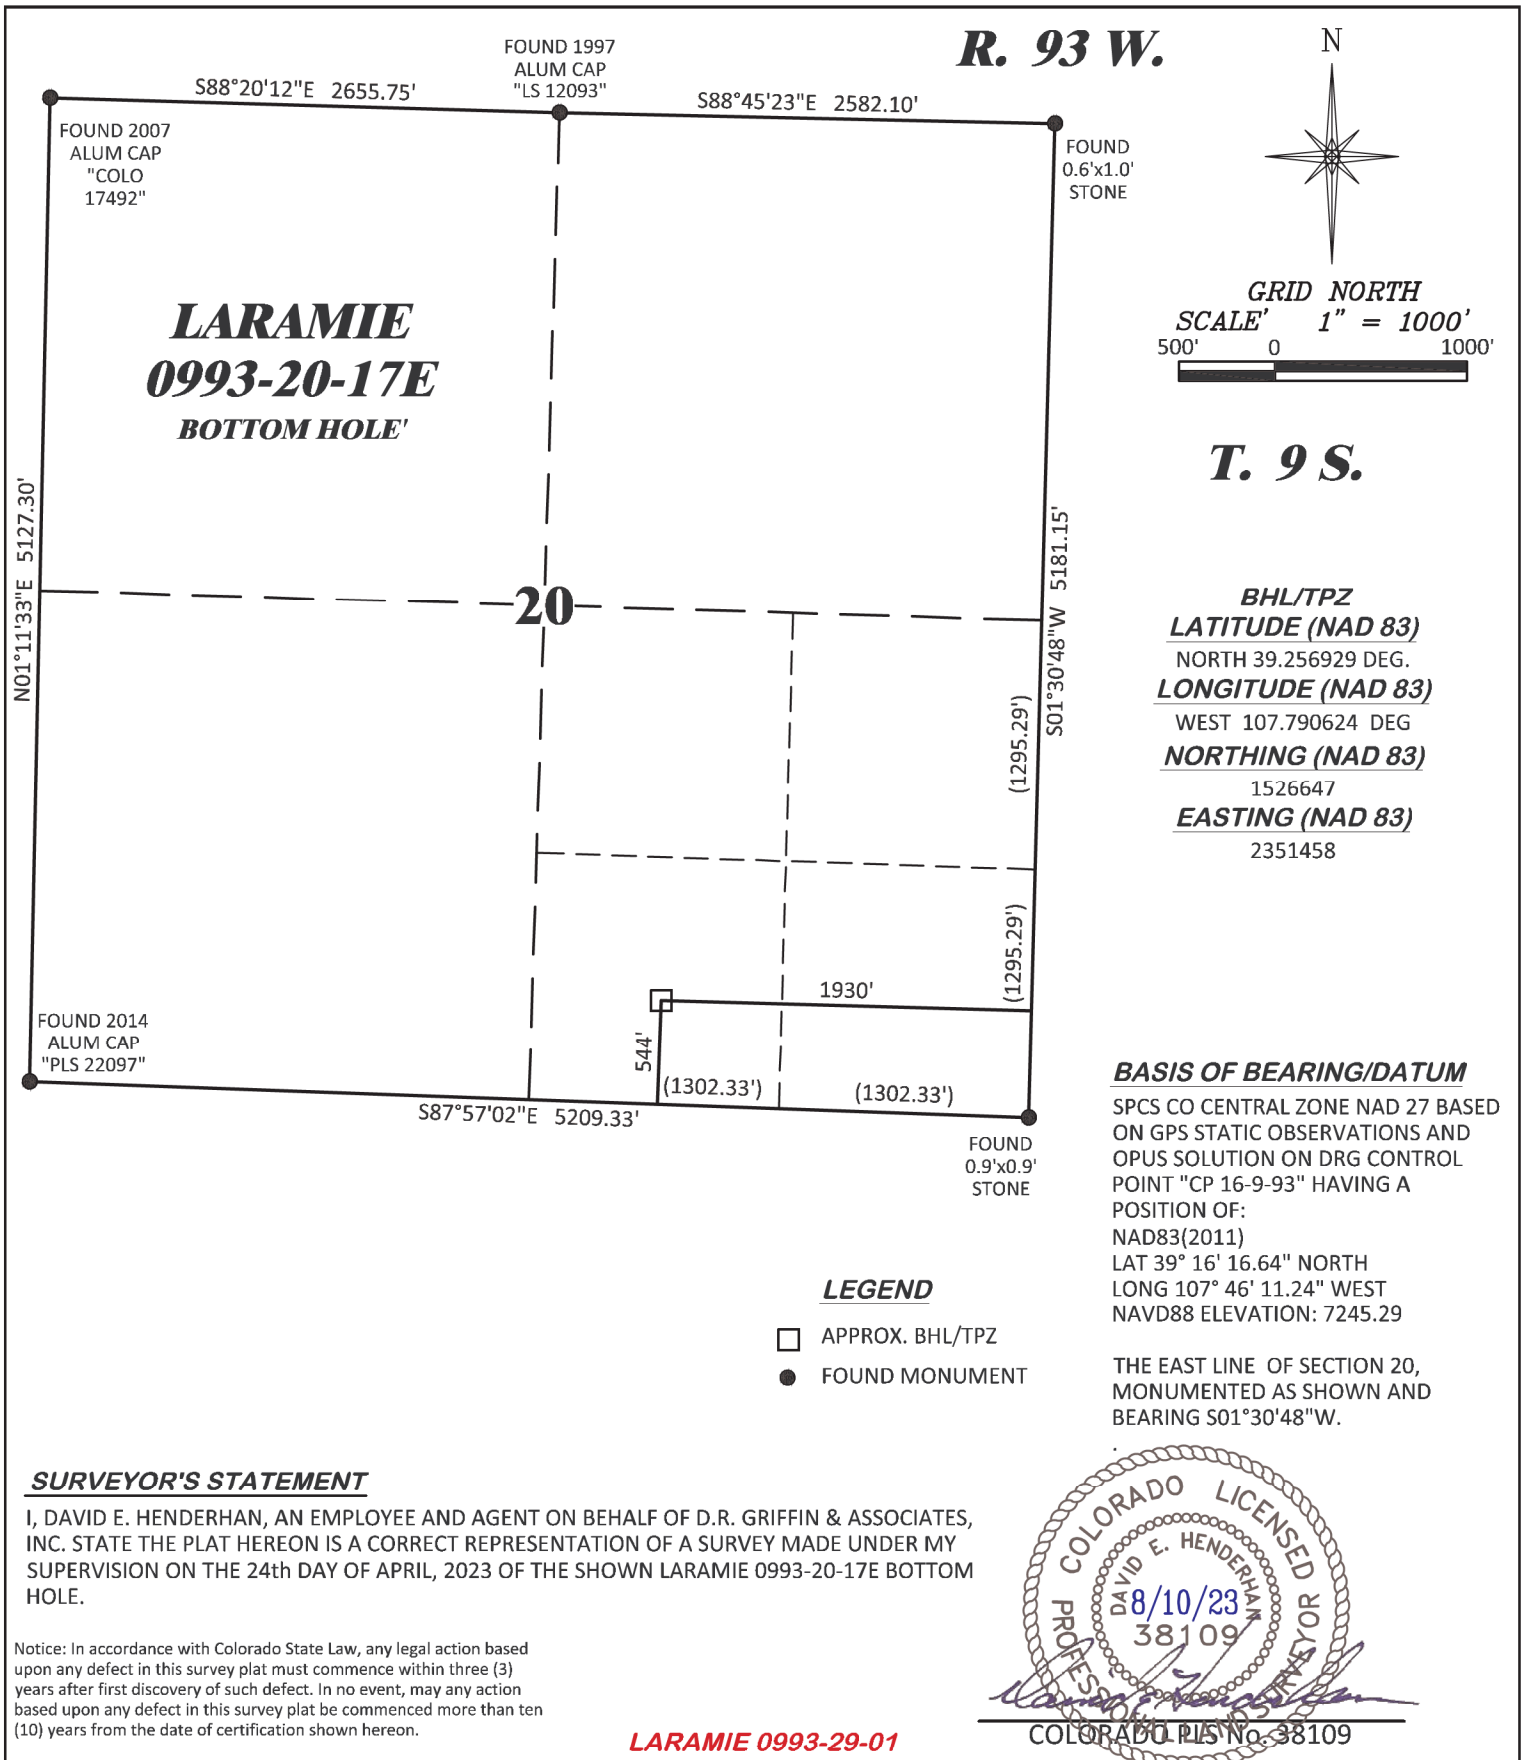 R. 93 W.
N
FOUND 1997
ALUM CAP
"LS 12093"
S88°20'12"E 2655.75'
S88°45'23"E 2582.10'
FOUND 2007
ALUM CAP
"COLO
17492"
FOUND
0.6'x1.0'
STONE
GRID NORTH
SCALE' 1" = 1000'
500' 0 1000'
LARAMIE
0993-20-17E
BOTTOM HOLE'
T. 9 S.
N01°11'33"E 5127.30'
S01°30'48"W 5181.15'
20
BHL/TPZ
LATITUDE (NAD 83)
NORTH 39.256929 DEG.
LONGITUDE (NAD 83)
WEST 107.790624 DEG
NORTHING (NAD 83)
1526647
EASTING (NAD 83)
2351458
(1295.29')
(1295.29')
1930'
544'
(1302.33')
(1302.33')
FOUND 2014
ALUM CAP
"PLS 22097"
S87°57'02"E 5209.33'
FOUND
0.9'x0.9'
STONE
BASIS OF BEARING/DATUM
SPCS CO CENTRAL ZONE NAD 27 BASED
ON GPS STATIC OBSERVATIONS AND
OPUS SOLUTION ON DRG CONTROL
POINT "CP 16-9-93" HAVING A
POSITION OF:
NAD83(2011)
LAT 39° 16' 16.64" NORTH
LONG 107° 46' 11.24" WEST
NAVD88 ELEVATION: 7245.29
THE EAST LINE OF SECTION 20,
MONUMENTED AS SHOWN AND
BEARING S01°30'48"W.
.
LEGEND
APPROX. BHL/TPZ
FOUND MONUMENT
SURVEYOR'S STATEMENT
I, DAVID E. HENDERHAN, AN EMPLOYEE AND AGENT ON BEHALF OF D.R. GRIFFIN & ASSOCIATES,
INC. STATE THE PLAT HEREON IS A CORRECT REPRESENTATION OF A SURVEY MADE UNDER MY
SUPERVISION ON THE 24th DAY OF APRIL, 2023 OF THE SHOWN LARAMIE 0993-20-17E BOTTOM
HOLE.
Notice: In accordance with Colorado State Law, any legal action based
upon any defect in this survey plat must commence within three (3)
years after first discovery of such defect. In no event, may any action
based upon any defect in this survey plat be commenced more than ten
(10) years from the date of certification shown hereon.
LARAMIE 0993-29-01
COLORADO LICENSED
PROFESSIONAL LAND SURVEYOR
DAVID E. HENDERHAN
8/10/23
38109
COLORADO PLS No. 38109